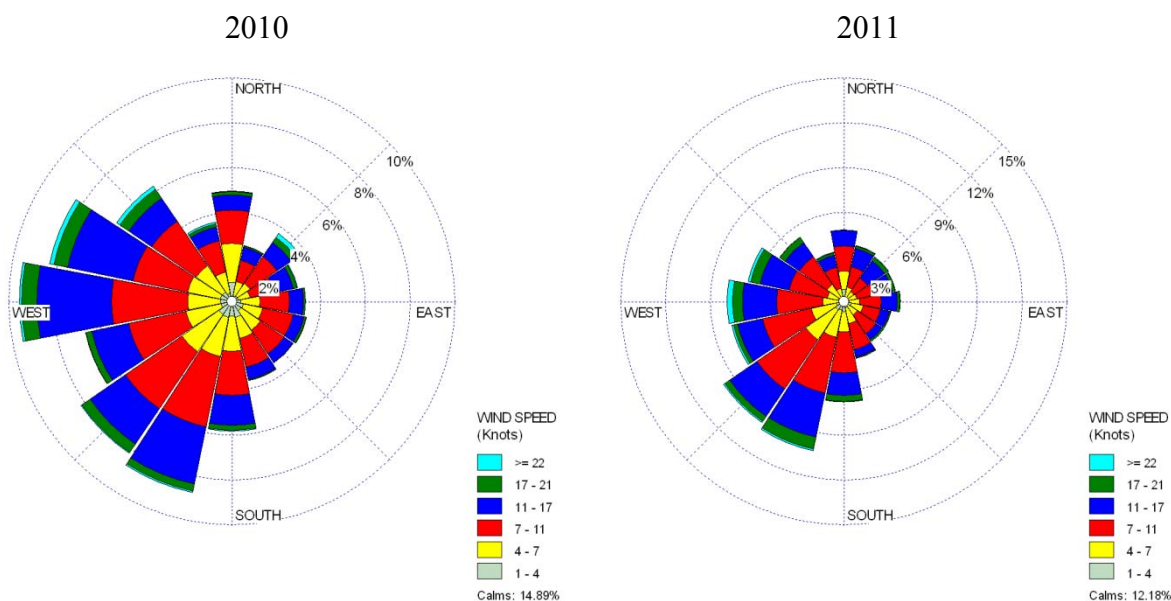 2010
NORTH
10%
8%
6%
4%
2%
WEST
EAST
SOUTH
WIND SPEED
(Knots)
>= 22
17 - 21
11 - 17
7 - 11
4 - 7
1 - 4
Calms: 14.89%
2011
NORTH
15%
12%
9%
6%
3%
WEST
EAST
SOUTH
WIND SPEED
(Knots)
>= 22
17 - 21
11 - 17
7 - 11
4 - 7
1 - 4
Calms: 12.18%